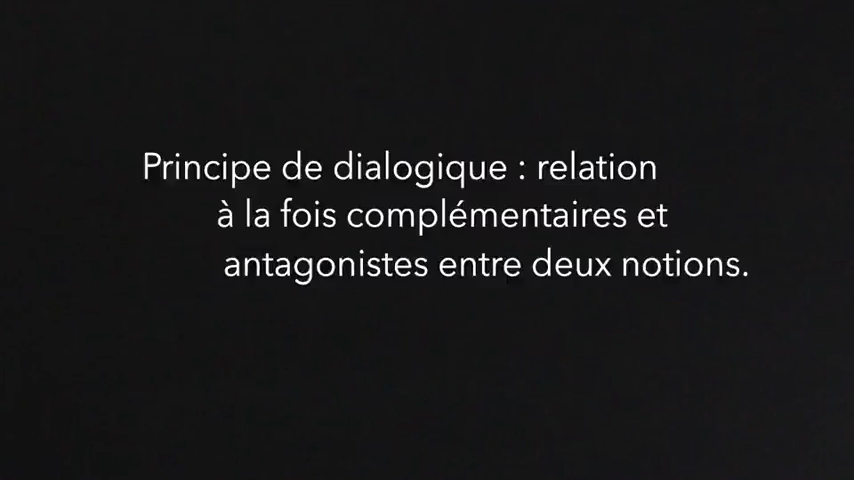 Principe de dialogique : relation
à la fois complémentaires et
antagonistes entre deux notions.